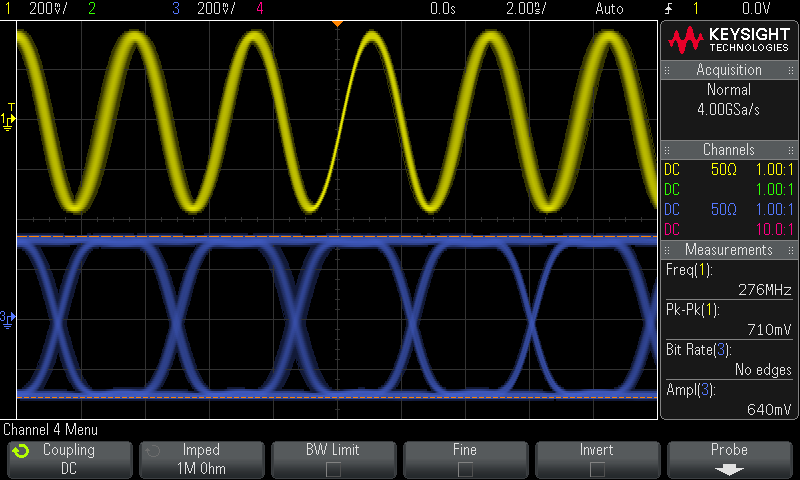 1 200mV/ 2 3 200mV/ 4 0.0s 2.00ns/ Auto 1 0.0V
KEYSIGHT
TECHNOLOGIES
Acquisition
Normal
4.00GSa/s
Channels
DC 50Ω 1.00:1
DC 1.00:1
DC 50Ω 1.00:1
DC 10.0:1
Measurements
Freq(1):
276MHz
Pk-Pk(1):
710mV
Bit Rate(3):
No edges
Ampl(3):
640mV
T
1
3
Channel 4 Menu
Coupling Imped BW Limit Fine Invert Probe
DC 1M Ohm